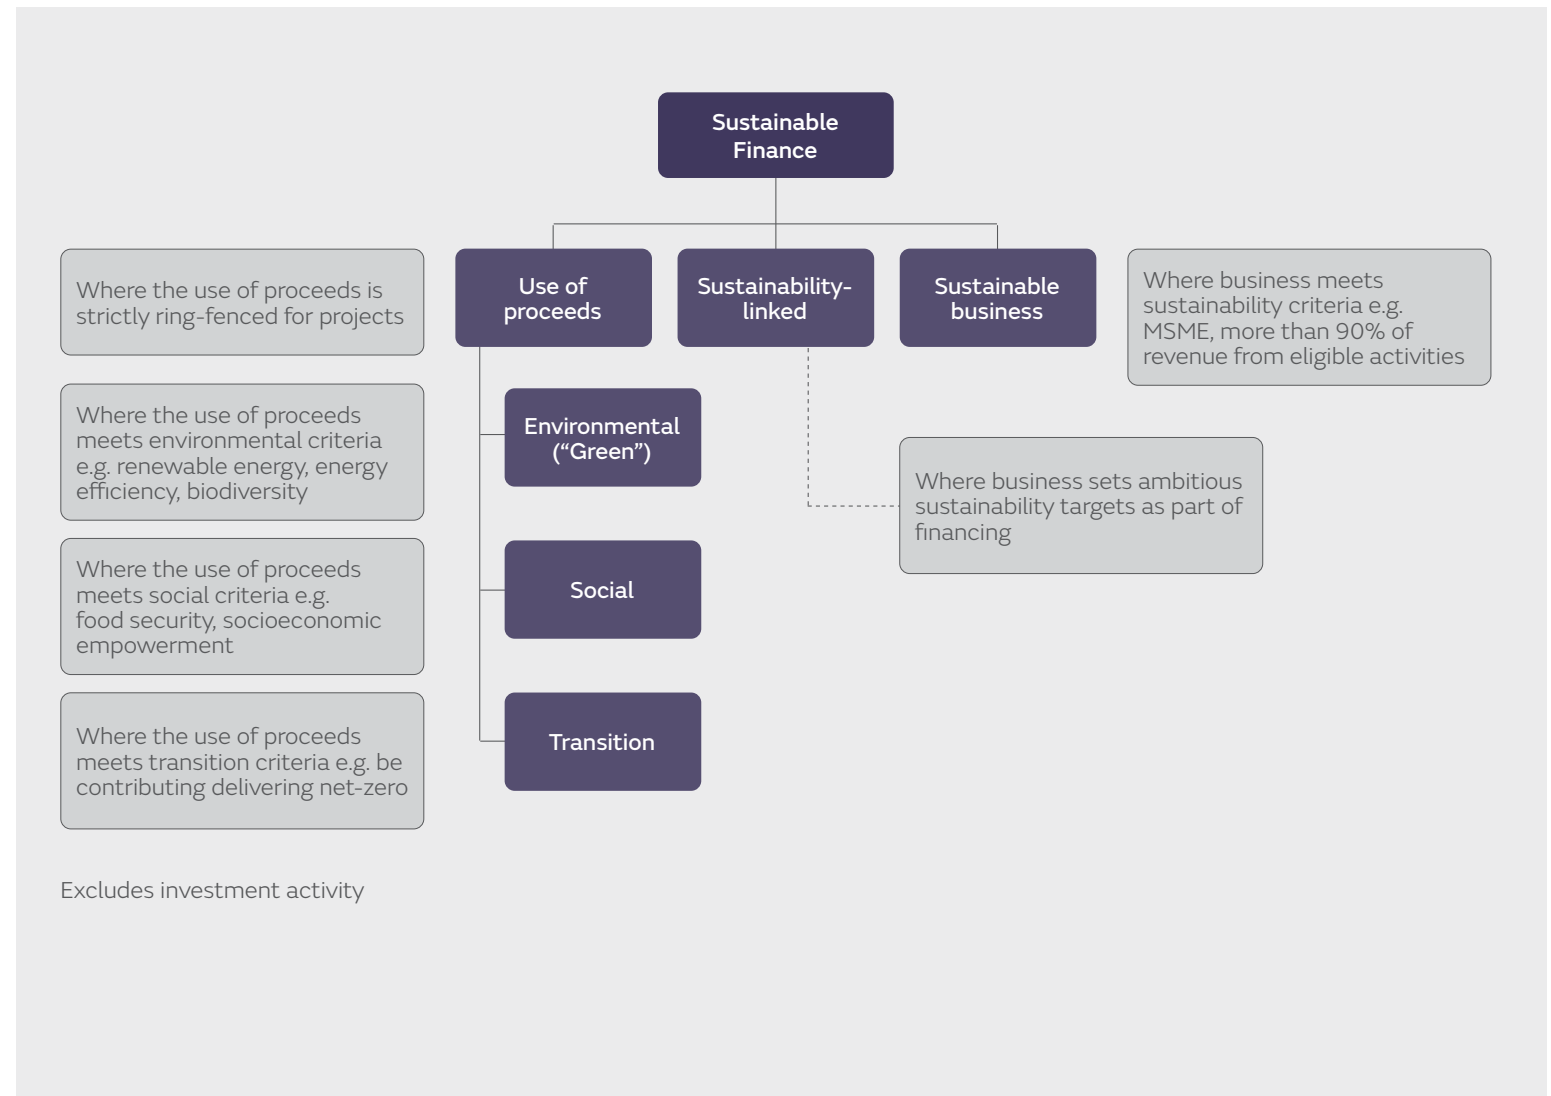 Sustainable
Finance
Where the use of proceeds is
strictly ring-fenced for projects
Use of
proceeds
Sustainability-
linked
Sustainable
business
Where business meets
sustainability criteria e.g.
MSME, more than 90% of
revenue from eligible activities
Where the use of proceeds
meets environmental criteria
e.g. renewable energy, energy
efficiency, biodiversity
Environmental
(“Green”)
Where business sets ambitious
sustainability targets as part of
financing
Where the use of proceeds
meets social criteria e.g.
food security, socioeconomic
empowerment
Social
Where the use of proceeds
meets transition criteria e.g. be
contributing delivering net-zero
Transition
Excludes investment activity